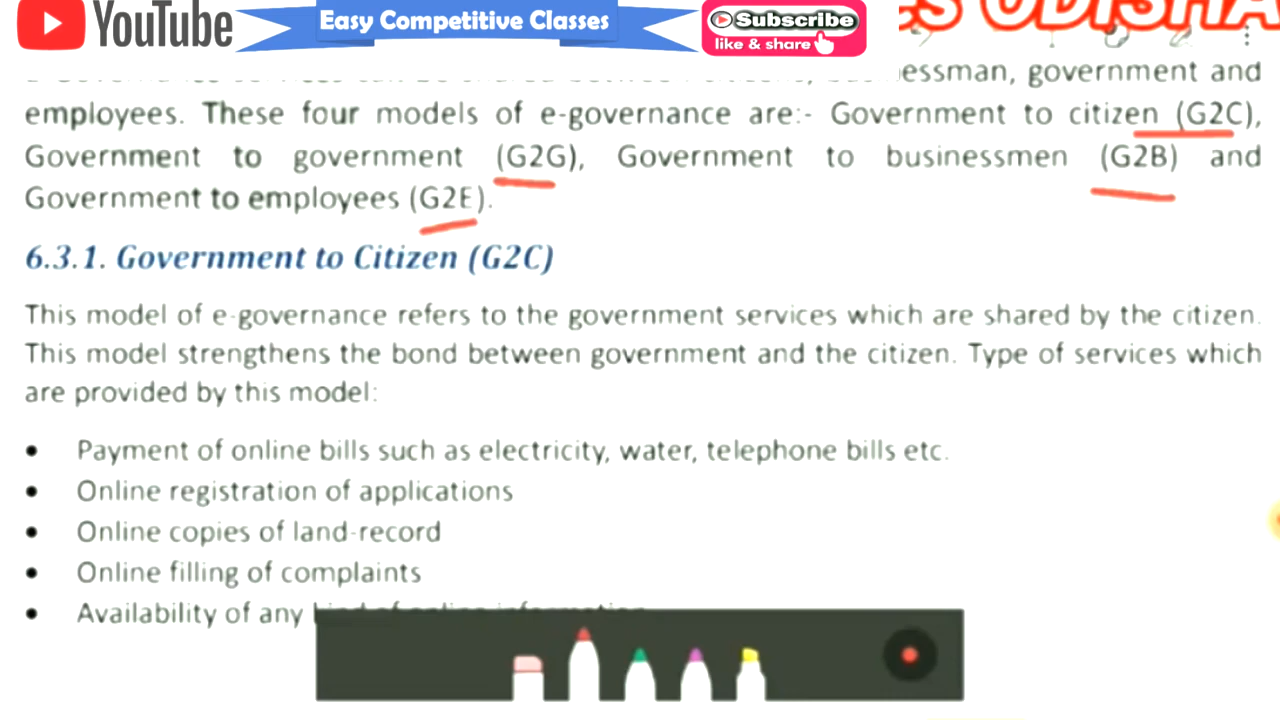 YouTube
Easy Competitive Classes
Subscribe
like & share
ES ODISHA
essman, government and
employees. These four models of e-governance are:- Government to citizen (G2C),
Government to government (G2G), Government to businessmen (G2B) and
Government to employees (G2E).
6.3.1. Government to Citizen (G2C)
This model of e-governance refers to the government services which are shared by the citizen.
This model strengthens the bond between government and the citizen. Type of services which
are provided by this model:
• Payment of online bills such as electricity, water, telephone bills etc.
• Online registration of applications
• Online copies of land-record
• Online filling of complaints
• Availability of any